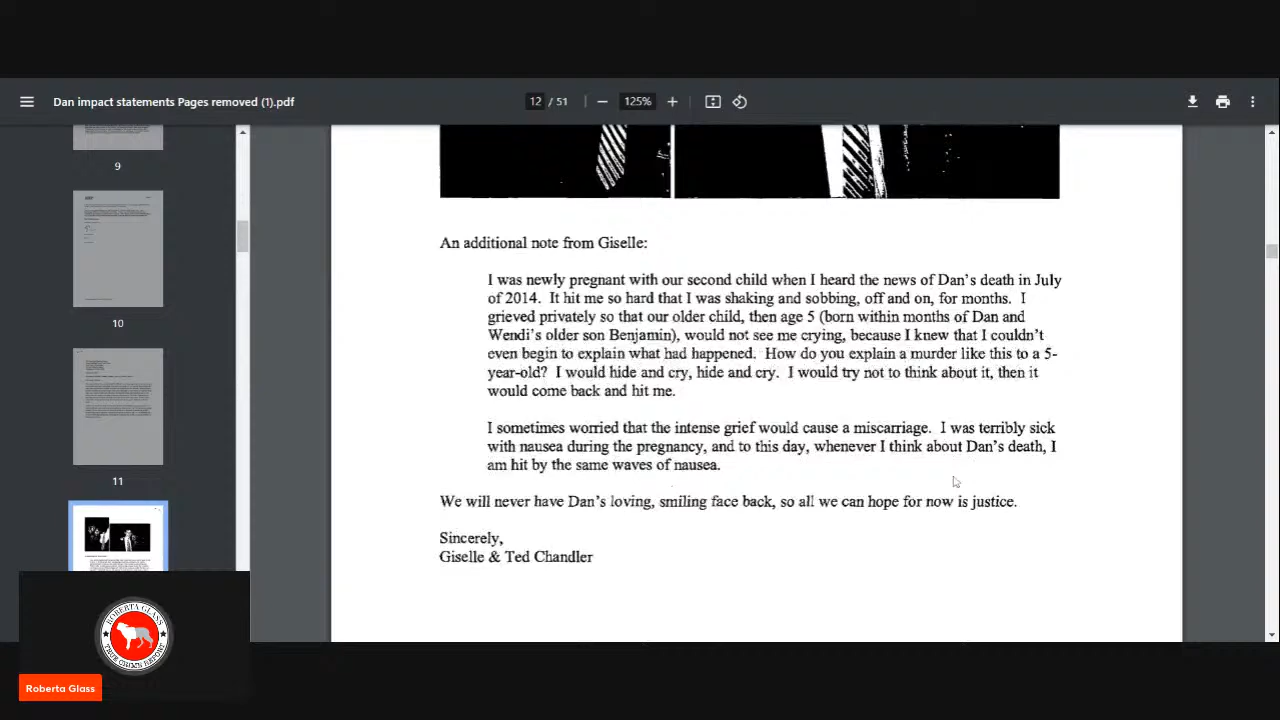 Dan impact statements Pages removed (1).pdf
12 / 51
125%
9
10
11
An additional note from Giselle:
I was newly pregnant with our second child when I heard the news of Dan's death in July
of 2014. It hit me so hard that I was shaking and sobbing, off and on, for months. I
grieved privately so that our older child, then age 5 (born within months of Dan and
Wendi's older son Benjamin), would not see me crying, because I knew that I couldn't
even begin to explain what had happened. How do you explain a murder like this to a 5-
year-old? I would hide and cry, hide and cry. I would try not to think about it, then it
would come back and hit me.
I sometimes worried that the intense grief would cause a miscarriage. I was terribly sick
with nausea during the pregnancy, and to this day, whenever I think about Dan's death, I
am hit by the same waves of nausea.
We will never have Dan's loving, smiling face back, so all we can hope for now is justice.
Sincerely,
Giselle & Ted Chandler
ROBERTA GLASS
TRUE CRIME REPORT
Roberta Glass